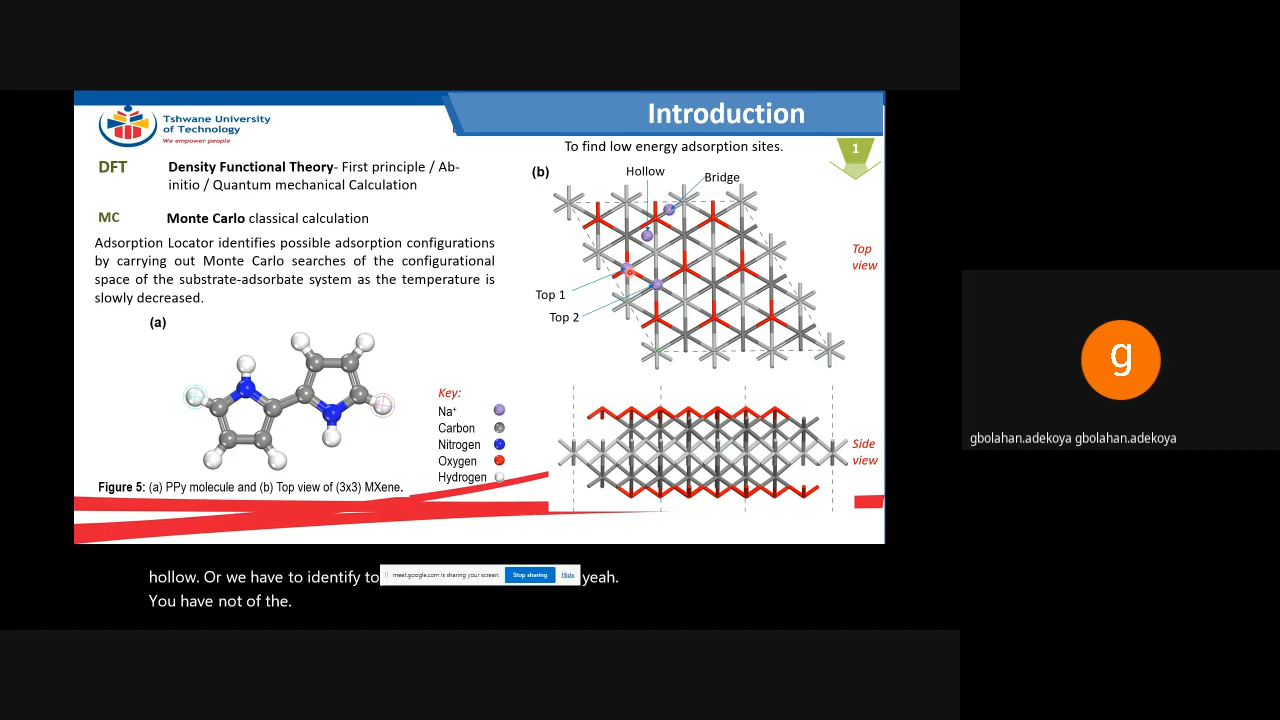 Tshwane University
of Technology
We empower people
Introduction
1
DFT
Density Functional Theory- First principle / Ab-
initio / Quantum mechanical Calculation
MC
Monte Carlo classical calculation
Adsorption Locator identifies possible adsorption configurations
by carrying out Monte Carlo searches of the configurational
space of the substrate-adsorbate system as the temperature is
slowly decreased.
(a)
Key:
Na+
Carbon
Nitrogen
Oxygen
Hydrogen
Figure 5: (a) PPy molecule and (b) Top view of (3x3) MXene.
To find low energy adsorption sites.
(b)
Hollow
Bridge
Top 1
Top 2
Top
view
Side
view
g
gbolahan.adekoya gbolahan.adekoya
hollow. Or we have to identify to yeah.
You have not of the.
meet.google.com is sharing your screen.
Stop sharing
Hide